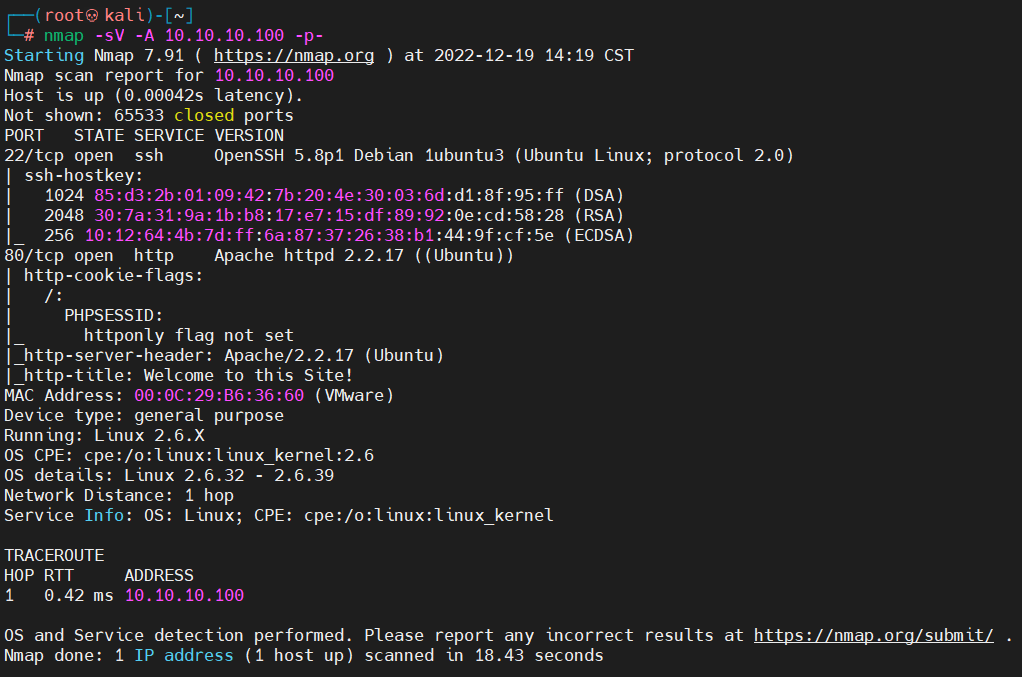 ┌──(root💀kali)-[~]
└─# nmap -sV -A 10.10.10.100 -p-
Starting Nmap 7.91 ( https://nmap.org ) at 2022-12-19 14:19 CST
Nmap scan report for 10.10.10.100
Host is up (0.00042s latency).
Not shown: 65533 closed ports
PORT   STATE SERVICE VERSION
22/tcp open  ssh     OpenSSH 5.8p1 Debian 1ubuntu3 (Ubuntu Linux; protocol 2.0)
| ssh-hostkey:
|   1024 85:d3:2b:01:09:42:7b:20:4e:30:03:6d:d1:8f:95:ff (DSA)
|   2048 30:7a:31:9a:1b:b8:17:e7:15:df:89:92:0e:cd:58:28 (RSA)
|_  256 10:12:64:4b:7d:ff:6a:87:37:26:38:b1:44:9f:cf:5e (ECDSA)
80/tcp open  http    Apache httpd 2.2.17 ((Ubuntu))
| http-cookie-flags:
|   /:
|     PHPSESSID:
|_      httponly flag not set
|_http-server-header: Apache/2.2.17 (Ubuntu)
|_http-title: Welcome to this Site!
MAC Address: 00:0C:29:B6:36:60 (VMware)
Device type: general purpose
Running: Linux 2.6.X
OS CPE: cpe:/o:linux:linux_kernel:2.6
OS details: Linux 2.6.32 - 2.6.39
Network Distance: 1 hop
Service Info: OS: Linux; CPE: cpe:/o:linux:linux_kernel
TRACEROUTE
HOP RTT     ADDRESS
1   0.42 ms 10.10.10.100
OS and Service detection performed. Please report any incorrect results at https://nmap.org/submit/ .
Nmap done: 1 IP address (1 host up) scanned in 18.43 seconds